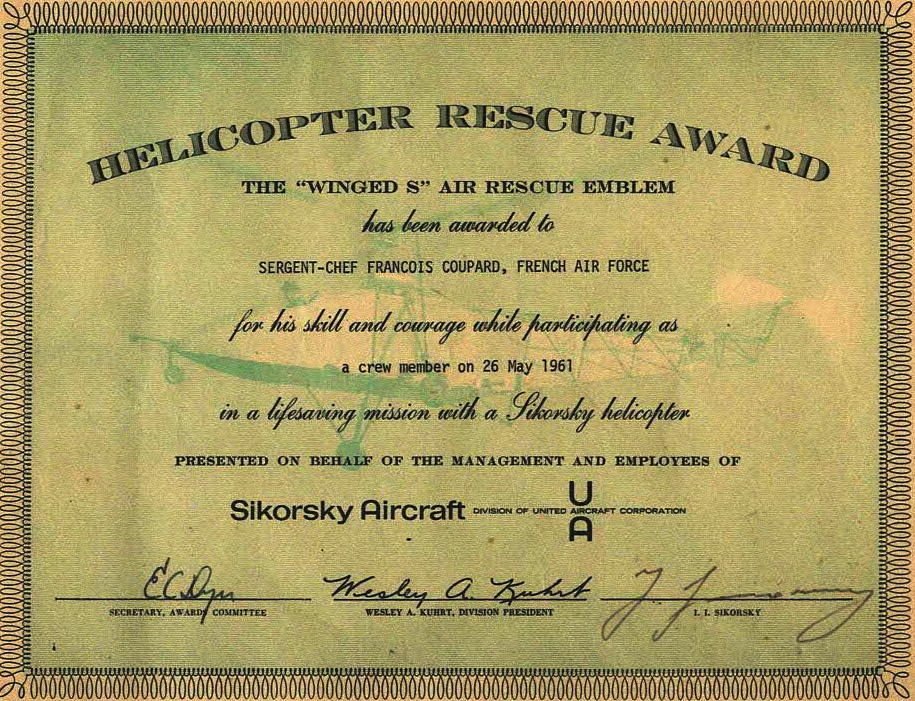 HELICOPTER RESCUE AWARD
THE “WINGED S” AIR RESCUE EMBLEM
has been awarded to
SERGENT-CHEF FRANCOIS COUPARD, FRENCH AIR FORCE
for his skill and courage while participating as
a crew member on 26 May 1961
in a lifesaving mission with a Sikorsky helicopter
PRESENTED ON BEHALF OF THE MANAGEMENT AND EMPLOYEES OF
Sikorsky Aircraft DIVISION OF UNITED AIRCRAFT CORPORATION
U
A
Wesley A. Kuhrt
SECRETARY, AWARDS COMMITTEE WESLEY A. KUHRT, DIVISION PRESIDENT I. I. SIKORSKY